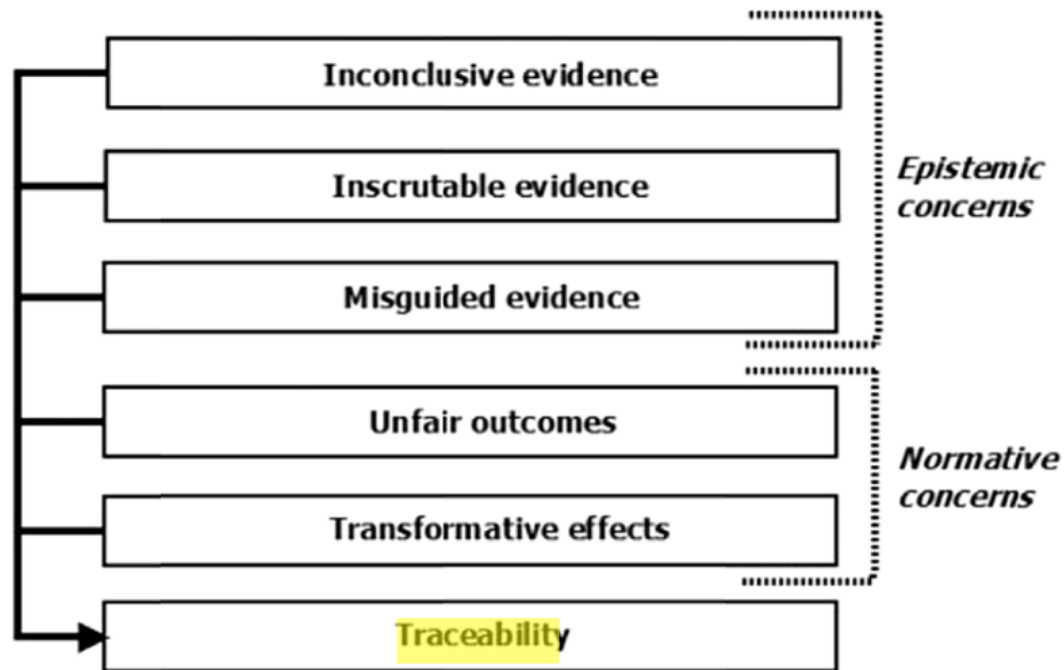 Inconclusive evidence
Inscrutable evidence
Misguided evidence
Epistemic
concerns
Unfair outcomes
Transformative effects
Normative
concerns
Traceability